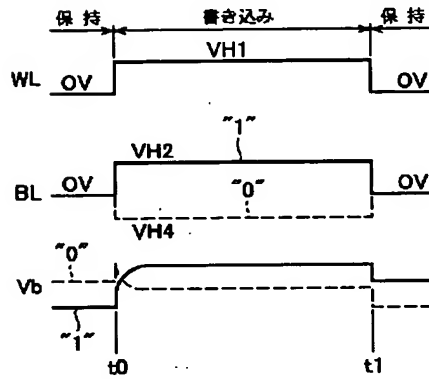 保持 書き込み 保持
VH1
WL OV OV
"1"
VH2
BL OV "0" OV
VH4
"0"
Vb
"1"
t0 t1